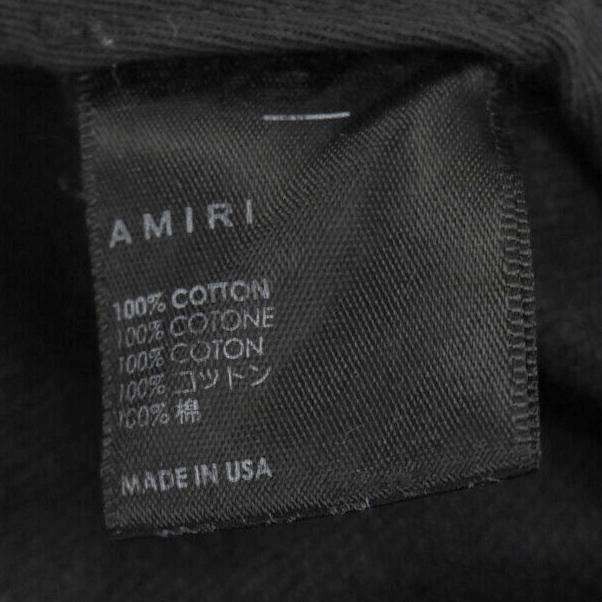 AMIRI
100% COTTON
100% COTONE
100% COTON
100% コットン
100% 棉
MADE IN USA